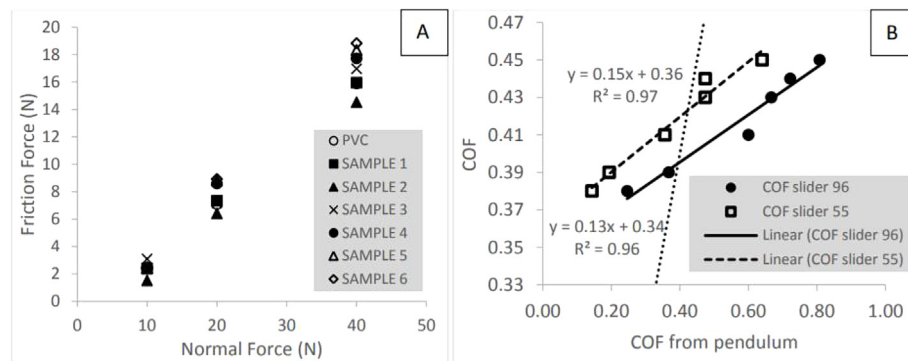 A
Friction Force (N)
20
18
16
14
12
10
8
6
4
2
0
0
10
20
30
40
50
Normal Force (N)
PVC
SAMPLE 1
SAMPLE 2
SAMPLE 3
SAMPLE 4
SAMPLE 5
SAMPLE 6
B
COF
0.45
0.43
0.41
0.39
0.37
0.35
0.33
y = 0.15x + 0.36
R² = 0.97
y = 0.13x + 0.34
R² = 0.96
COF slider 96
COF slider 55
Linear (COF slider 96)
Linear (COF slider 55)
0.00
0.20
0.40
0.60
0.80
1.00
COF from pendulum